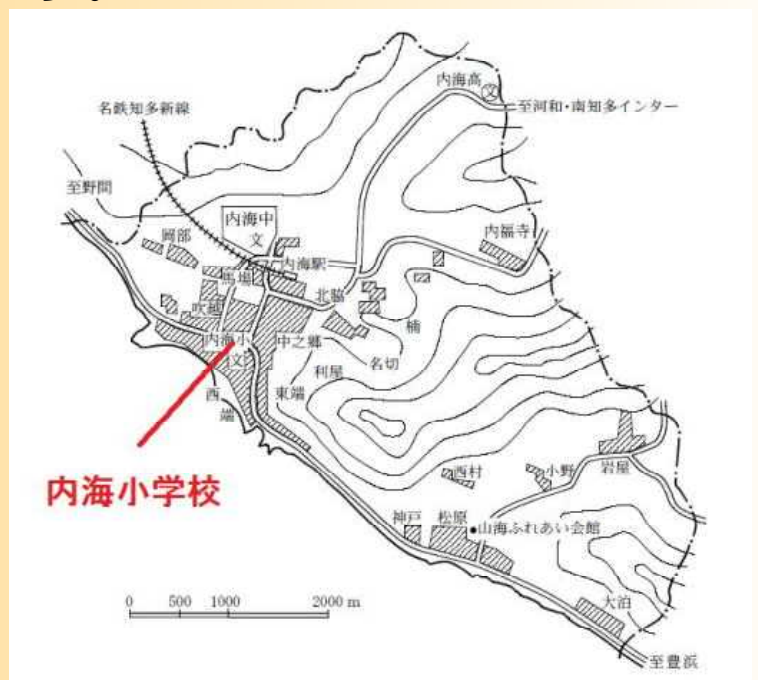 内海高
文
名鉄知多新線
至河和・南知多インター
至野間
内海中
文
岡部
内福寺
内海駅
馬場
北脇
吹越
楠
内海小
文
中之郷
名切
利屋
西端
東端
内海小学校
西村
小野
岩屋
神戸
松原
山海ふれあい会館
0 500 1000 2000 m
大泊
至豊浜